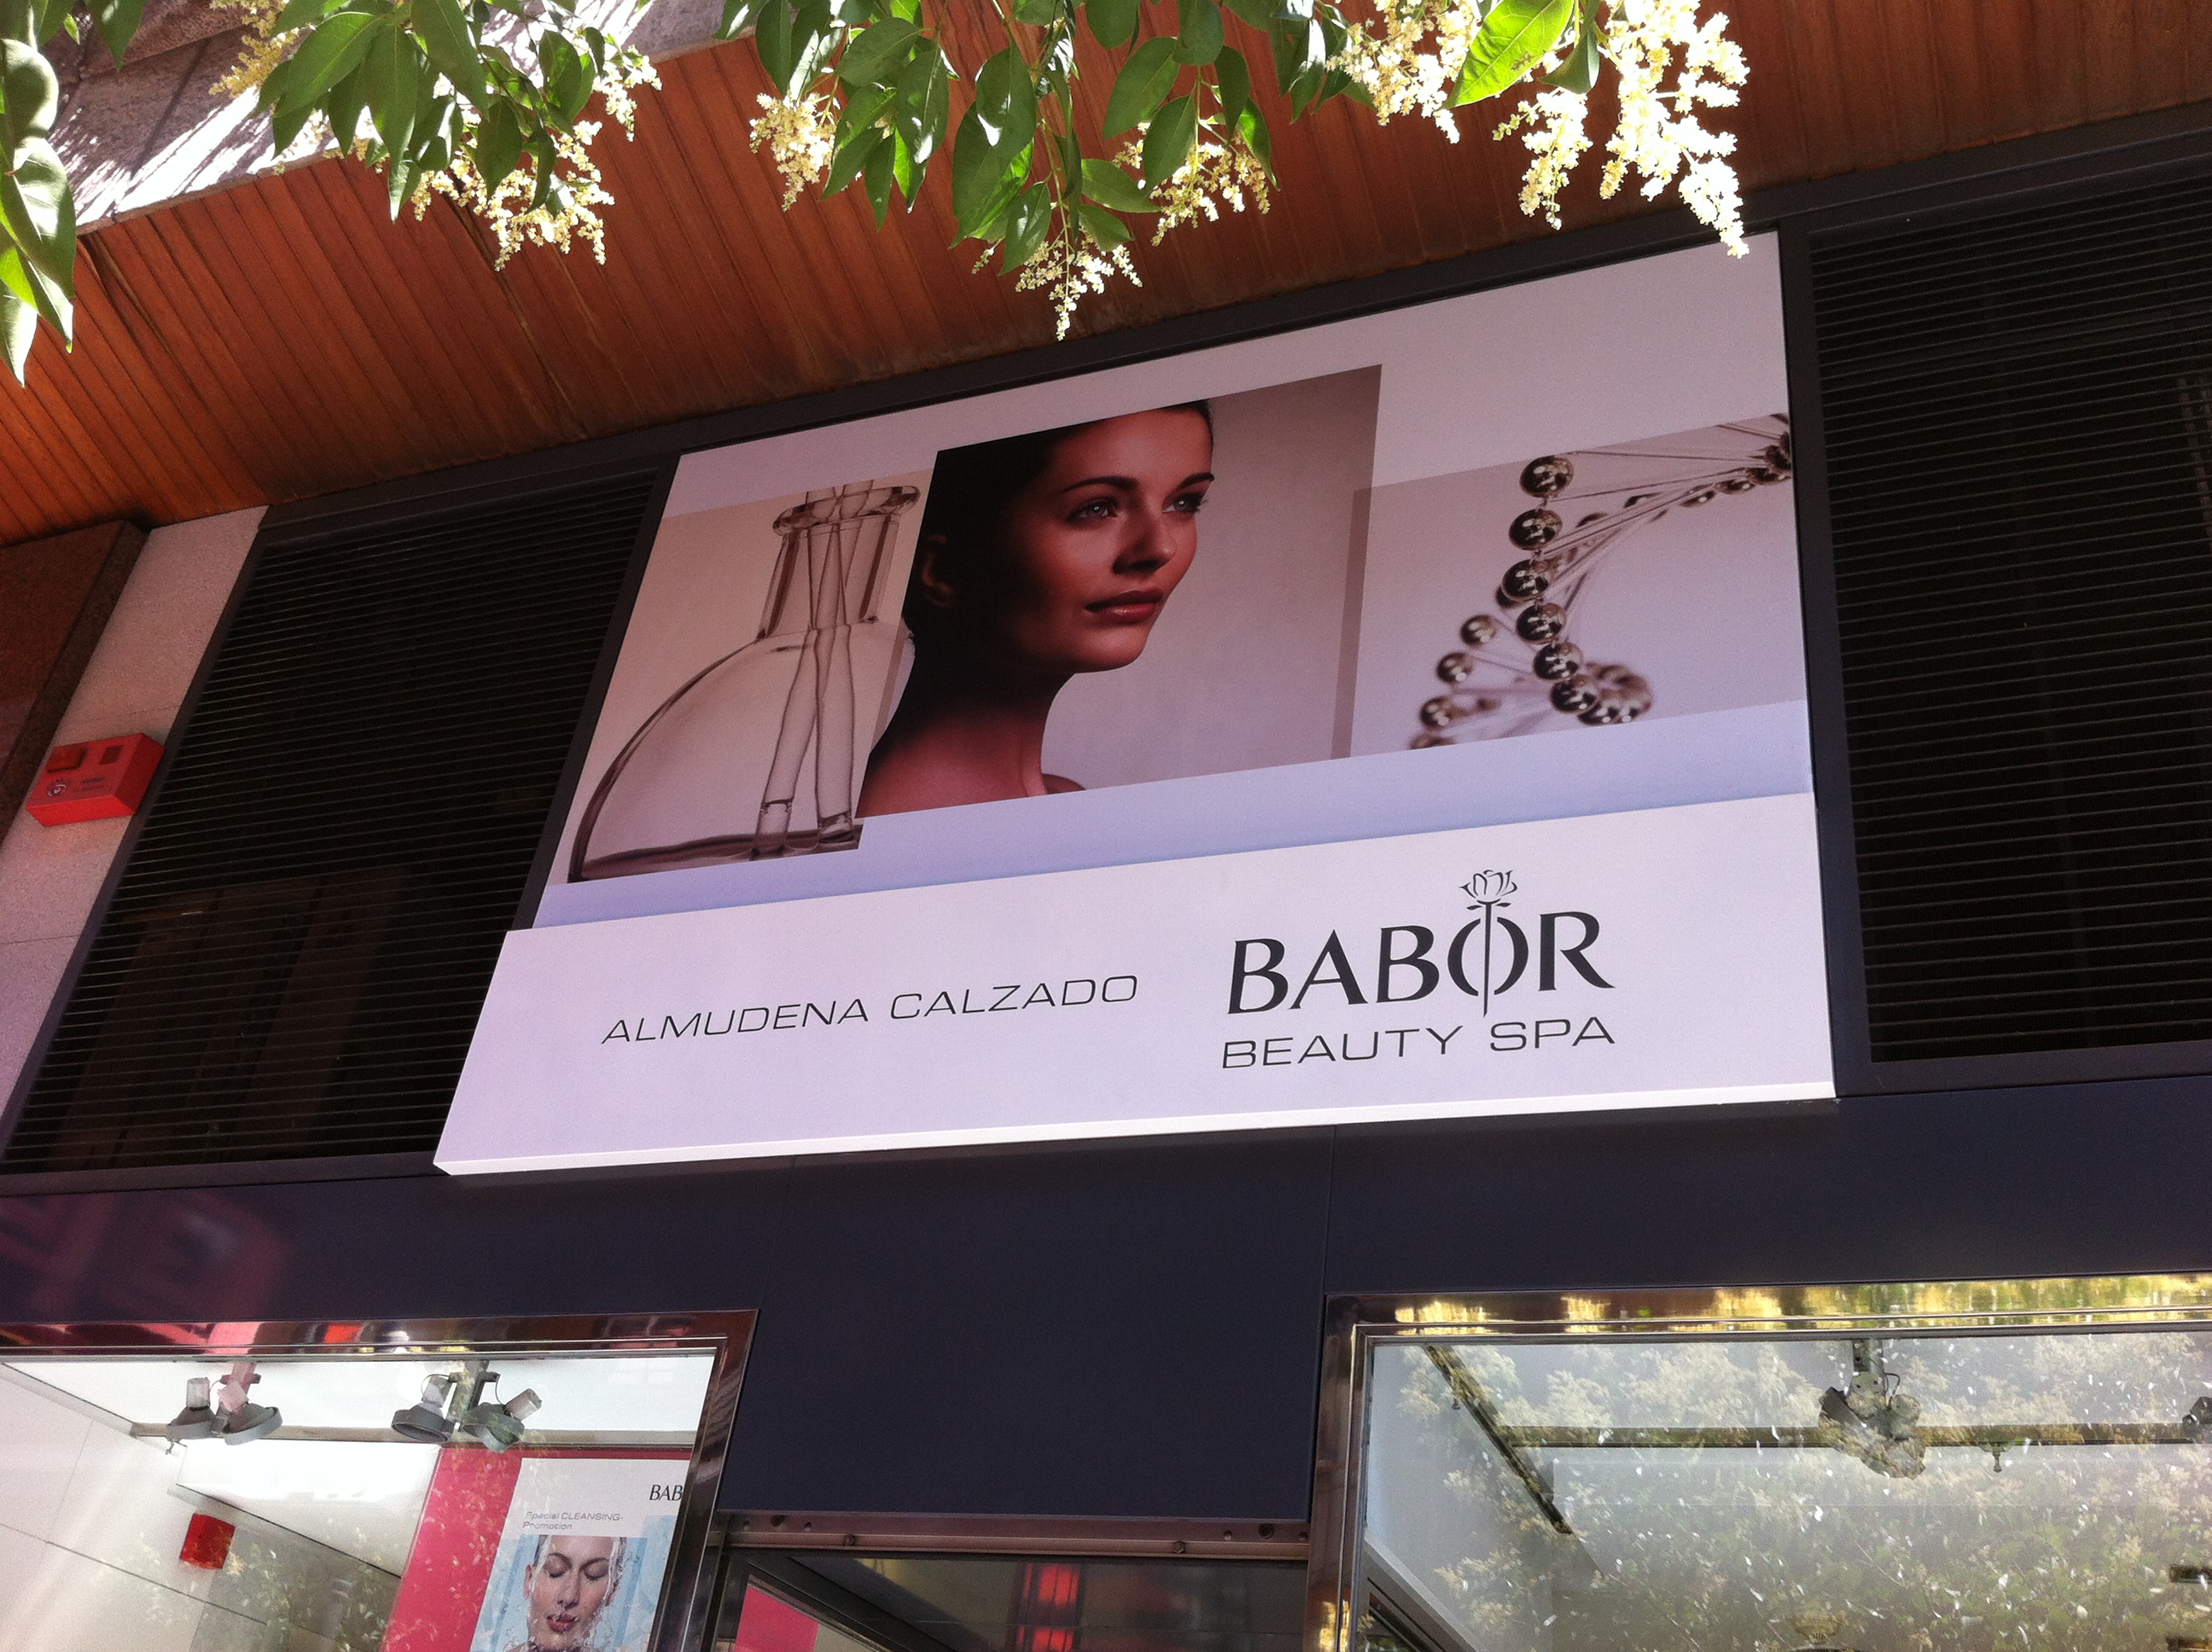 ALMUDENA CALZADO
BABOR
BEAUTY SPA
BAB
Special CLEANSING-
Promotion